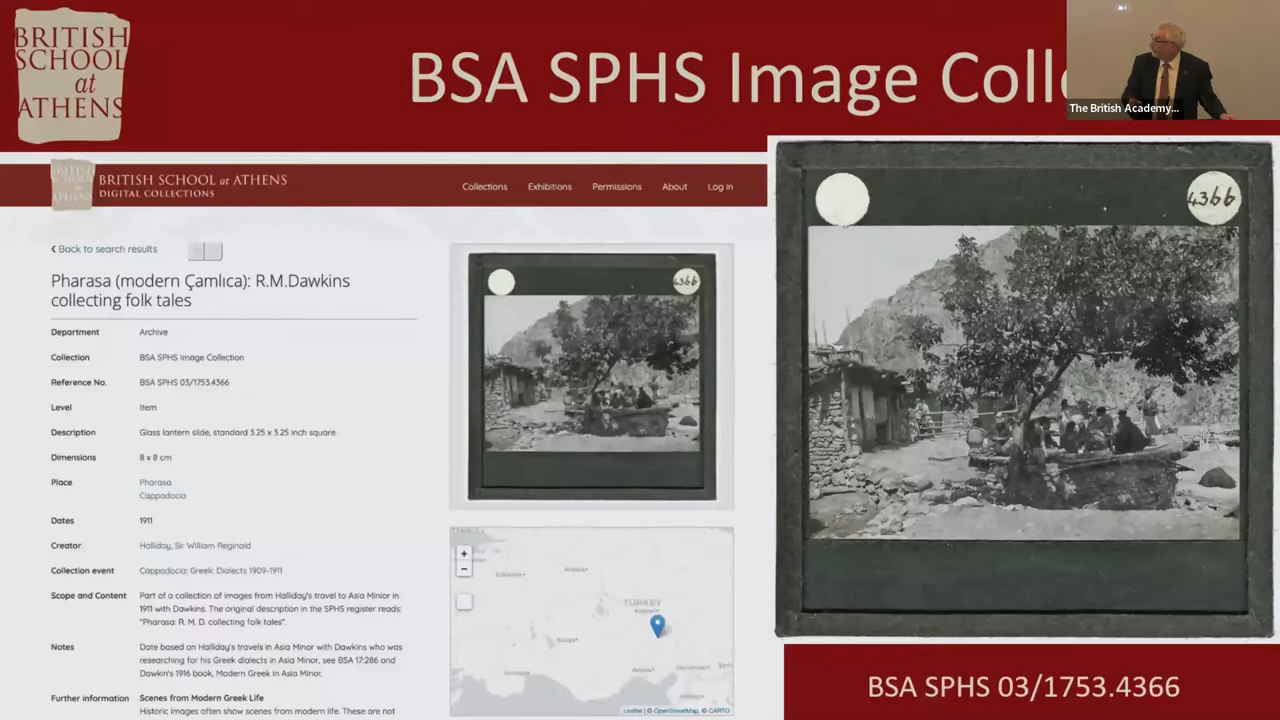 BRITISH
SCHOOL
at
ATHENS
BSA SPHS Image Coll
The British Academy...
BRITISH SCHOOL at ATHENS
DIGITAL COLLECTIONS
Collections Exhibitions Permissions About Log in
Back to search results
Pharasa (modern Çamlıca): R.M.Dawkins
collecting folk tales
Department Archive
Collection BSA SPHS Image Collection
Reference No. BSA SPHS 03/1753.4366
Level Item
Description Glass lantern slide, standard 3.25 x 3.25 inch square.
Dimensions 8 x 8 cm
Place Pharasa
Cappadocia
Dates 1911
Creator Halliday, Sir William Reginald
Collection event Cappadocia: Greek: Dialects 1909-1911
Scope and Content Part of a collection of images from Halliday's travel to Asia Minior in
1911 with Dawkins. The original description in the SPHS register reads:
"Pharasa: R. M. D. collecting folk tales".
Notes Date based on Halliday's travels in Asia Minor with Dawkins who was
researching for his Greek dialects in Asia Minor, see BSA 17:286 and
Dawkin's 1916 book, Modern Greek in Asia Minor.
Further information Scenes from Modern Greek Life
Historic images often show scenes from modern life. These are not
4366
+
−
TURKEY
Leaflet | © OpenStreetMap, © CARTO
4366
BSA SPHS 03/1753.4366